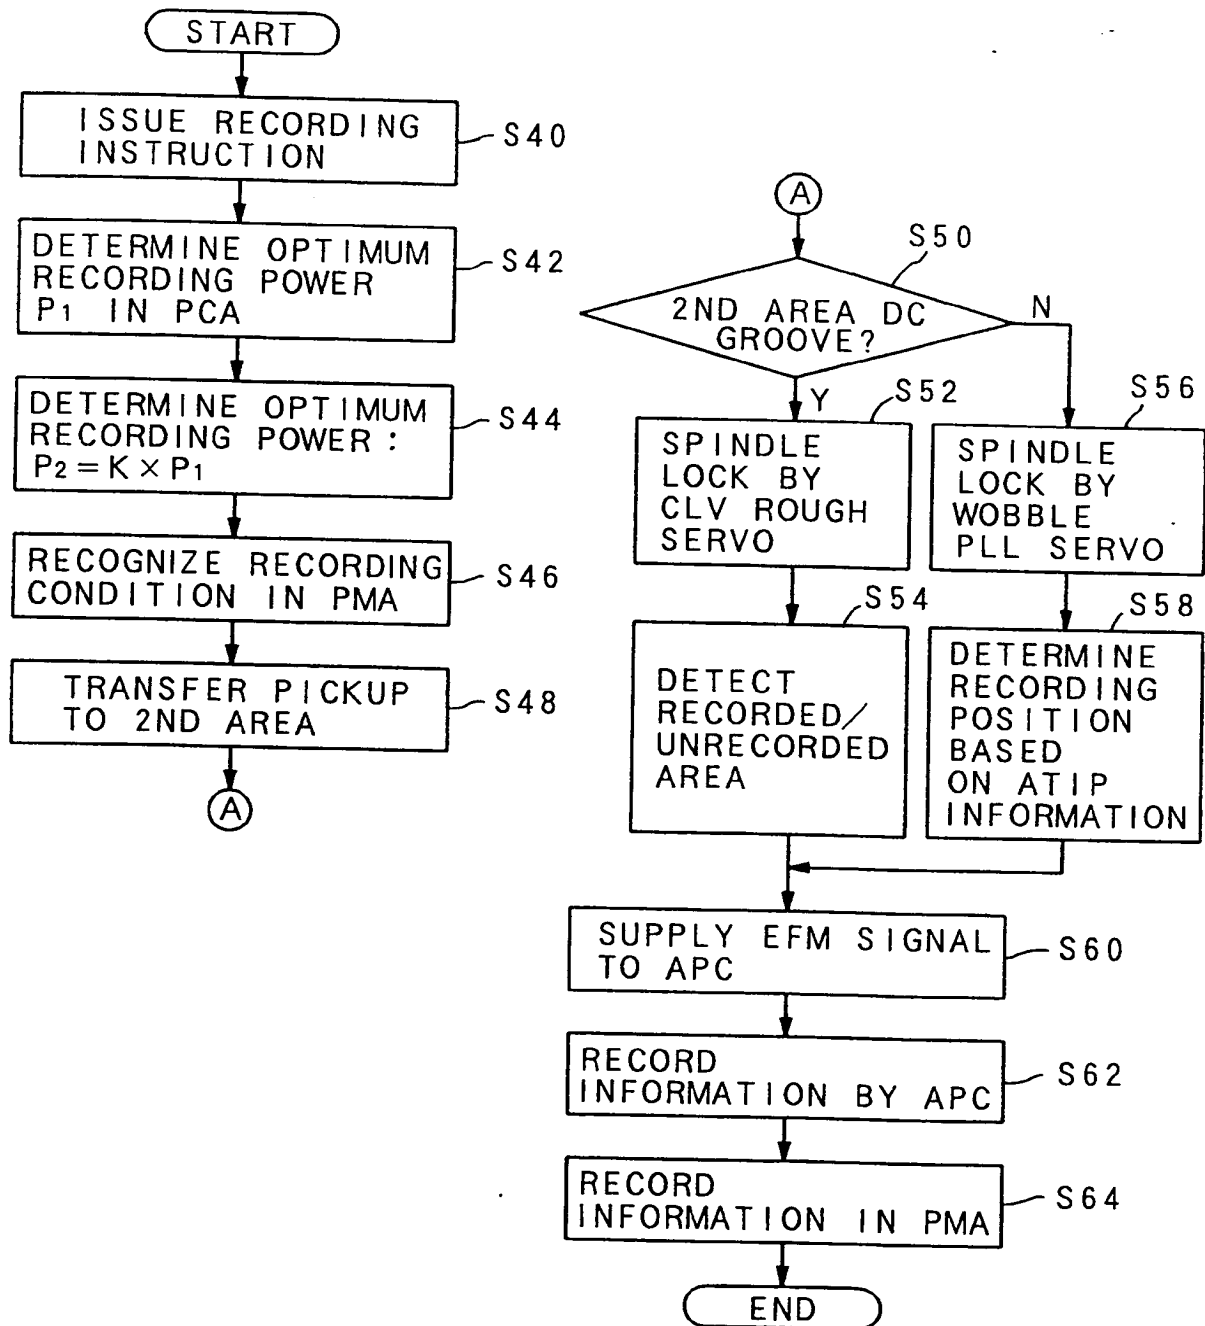 START
ISSUE RECORDING
INSTRUCTION
S40
DETERMINE OPTIMUM
RECORDING POWER
P1 IN PCA
S42
DETERMINE OPTIMUM
RECORDING POWER:
P2=K×P1
S44
RECOGNIZE RECORDING
CONDITION IN PMA
S46
TRANSFER PICKUP
TO 2ND AREA
S48
A
A
S50
2ND AREA DC
GROOVE?
N
Y
S52
SPINDLE
LOCK BY
CLV ROUGH
SERVO
S56
SPINDLE
LOCK BY
WOBBLE
PLL SERVO
S54
DETECT
RECORDED/
UNRECORDED
AREA
S58
DETERMINE
RECORDING
POSITION
BASED
ON ATIP
INFORMATION
SUPPLY EFM SIGNAL
TO APC
S60
RECORD
INFORMATION BY APC
S62
RECORD
INFORMATION IN PMA
S64
END